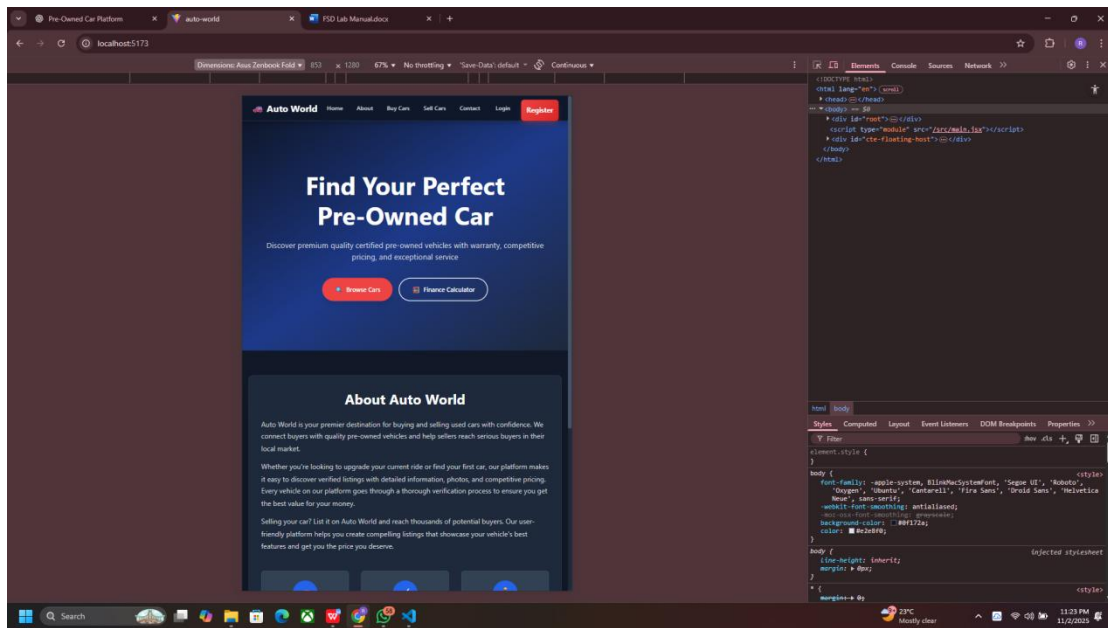 Pre-Owned Car Platform
auto-world
FSD Lab Manual.docx
localhost:5173
Dimensions: Asus Zenbook Fold ▾ 853 x 1280 67% ▾ No throttling ▾ 'Save-Data': default Continuous ▾
Elements Console Sources Network
<!DOCTYPE html>
<html lang="en"> scroll
<head> </head>
<body> == $0
<div id="root"> </div>
<script type="module" src="/src/main.jsx"></script>
<div id="cte-floating-host"> </div>
</body>
</html>
Auto World Home About Buy Cars Sell Cars Contact Login Register
Find Your Perfect
Pre-Owned Car
Discover premium quality certified pre-owned vehicles with warranty, competitive
pricing, and exceptional service
Browse Cars Finance Calculator
About Auto World
Auto World is your premier destination for buying and selling used cars with confidence. We
connect buyers with quality pre-owned vehicles and help sellers reach serious buyers in their
local market.
Whether you're looking to upgrade your current ride or find your first car, our platform makes
it easy to discover verified listings with detailed information, photos, and competitive pricing.
Every vehicle on our platform goes through a thorough verification process to ensure you get
the best value for your money.
Selling your car? List it on Auto World and reach thousands of potential buyers. Our user-
friendly platform helps you create compelling listings that showcase your vehicle's best
features and get you the price you deserve.
html body
Styles Computed Layout Event Listeners DOM Breakpoints Properties
Filter :hov .cls
element.style {
}
body { <style>
font-family: -apple-system, BlinkMacSystemFont, 'Segoe UI', 'Roboto',
'Oxygen', 'Ubuntu', 'Cantarell', 'Fira Sans', 'Droid Sans', 'Helvetica
Neue', sans-serif;
-webkit-font-smoothing: antialiased;
-moz-osx-font-smoothing: grayscale;
background-color: #0f172a;
color: #e2e8f0;
}
body { injected stylesheet
line-height: inherit;
margin: 0px;
}
* { <style>
margin: 0;
Search
23°C
Mostly clear
11:23 PM
11/2/2025